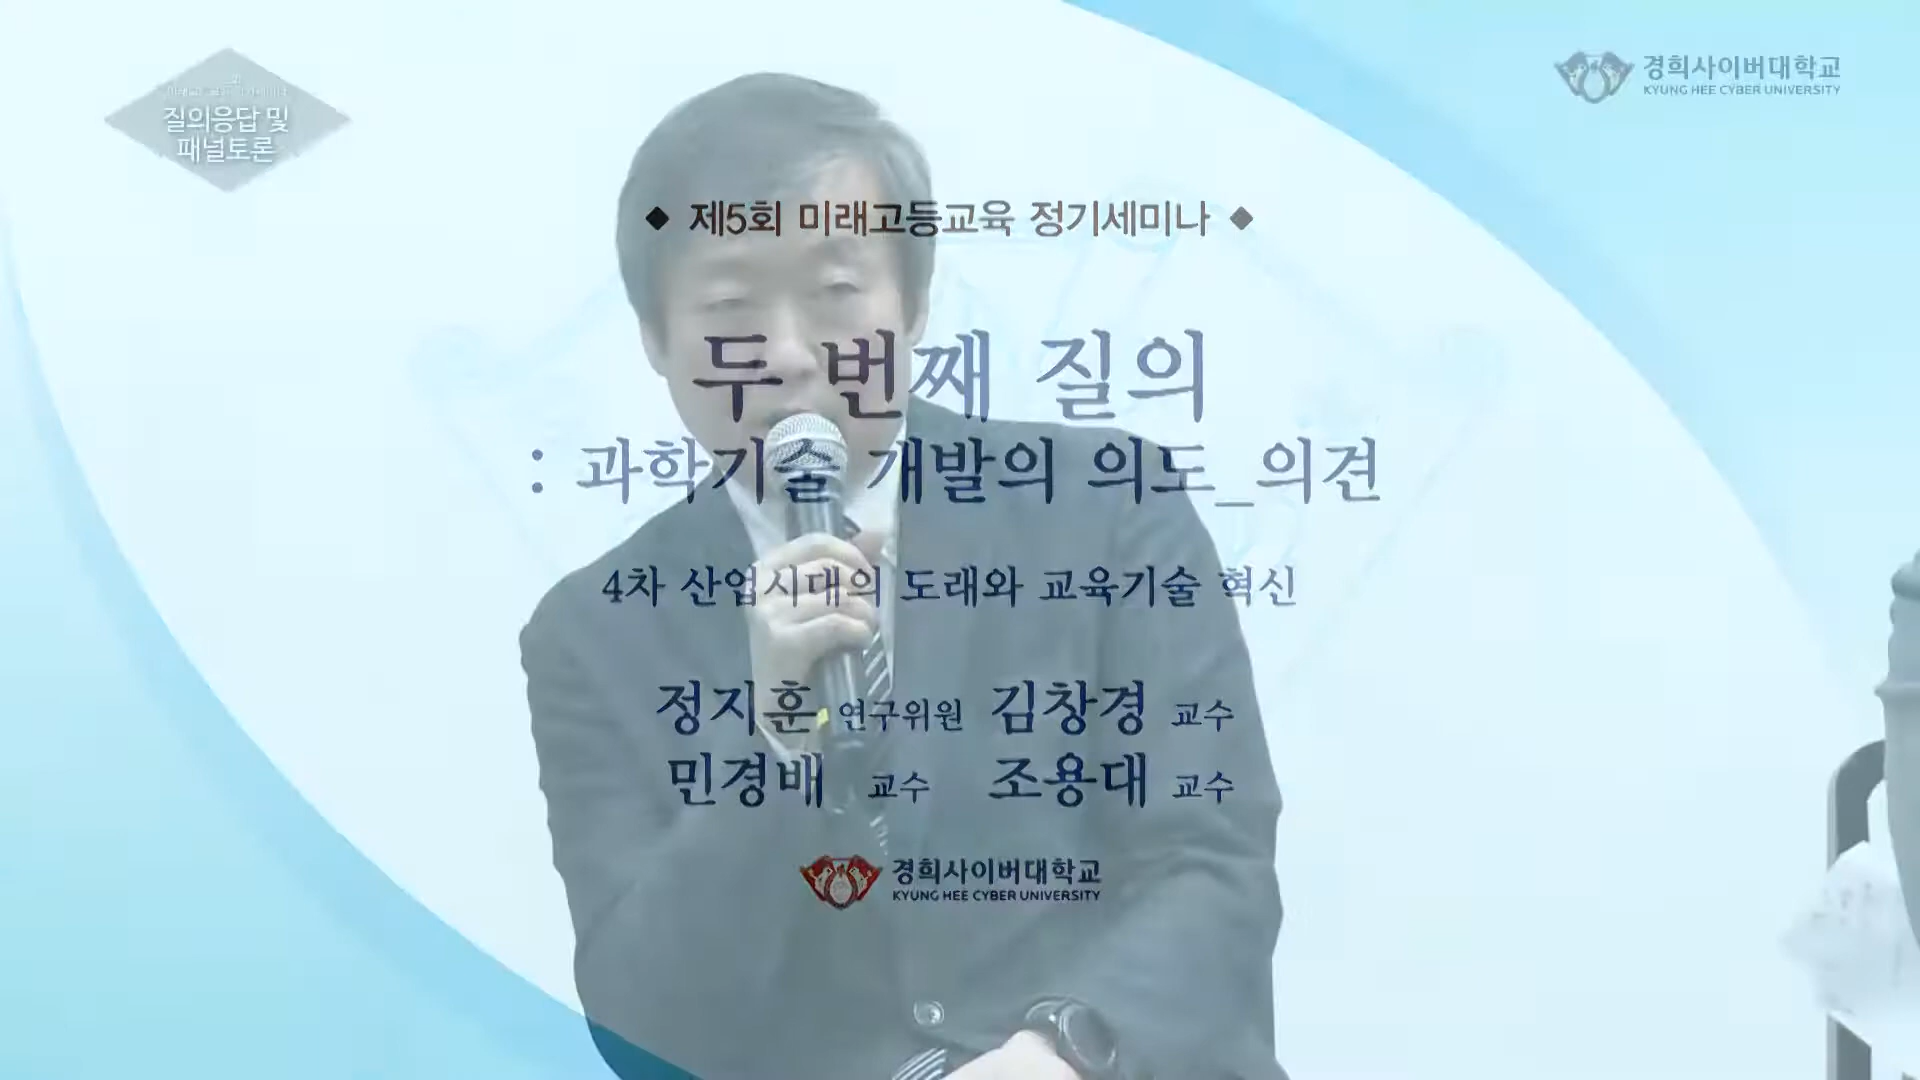 질의응답 및
패널토론
경희사이버대학교
KYUNG HEE CYBER UNIVERSITY
◆ 제5회 미래고등교육 정기세미나 ◆
두 번째 질의
: 과학기술 개발의 의도_의견
4차 산업시대의 도래와 교육기술 혁신
정지훈 연구위원 김창경 교수
민경배 교수 조용대 교수
경희사이버대학교
KYUNG HEE CYBER UNIVERSITY